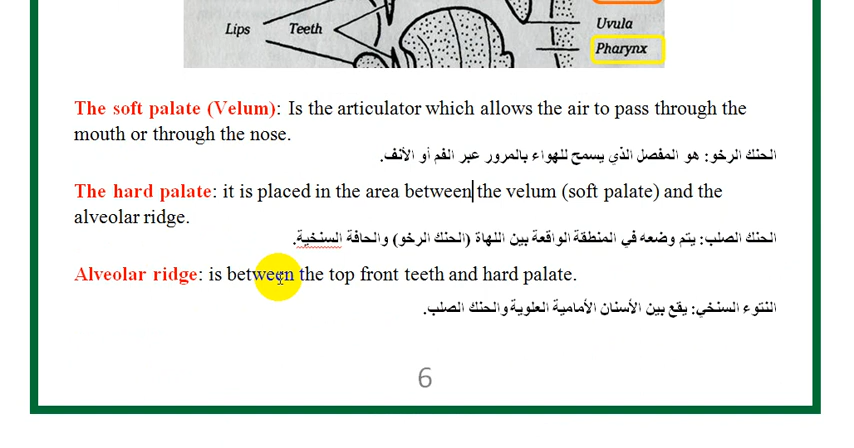 Uvula
Lips Teeth
Pharynx
The soft palate (Velum): Is the articulator which allows the air to pass through the
mouth or through the nose.
الحنك الرخو: هو المفصل الذي يسمح للهواء بالمرور عبر الفم أو الأنف.
The hard palate: it is placed in the area between the velum (soft palate) and the
alveolar ridge.
الحنك الصلب: يتم وضعه في المنطقة الواقعة بين اللهاة (الحنك الرخو) والحافة السنخية.
Alveolar ridge: is between the top front teeth and hard palate.
النتوء السنخي: يقع بين الأسنان الأمامية العلوية والحنك الصلب.
6